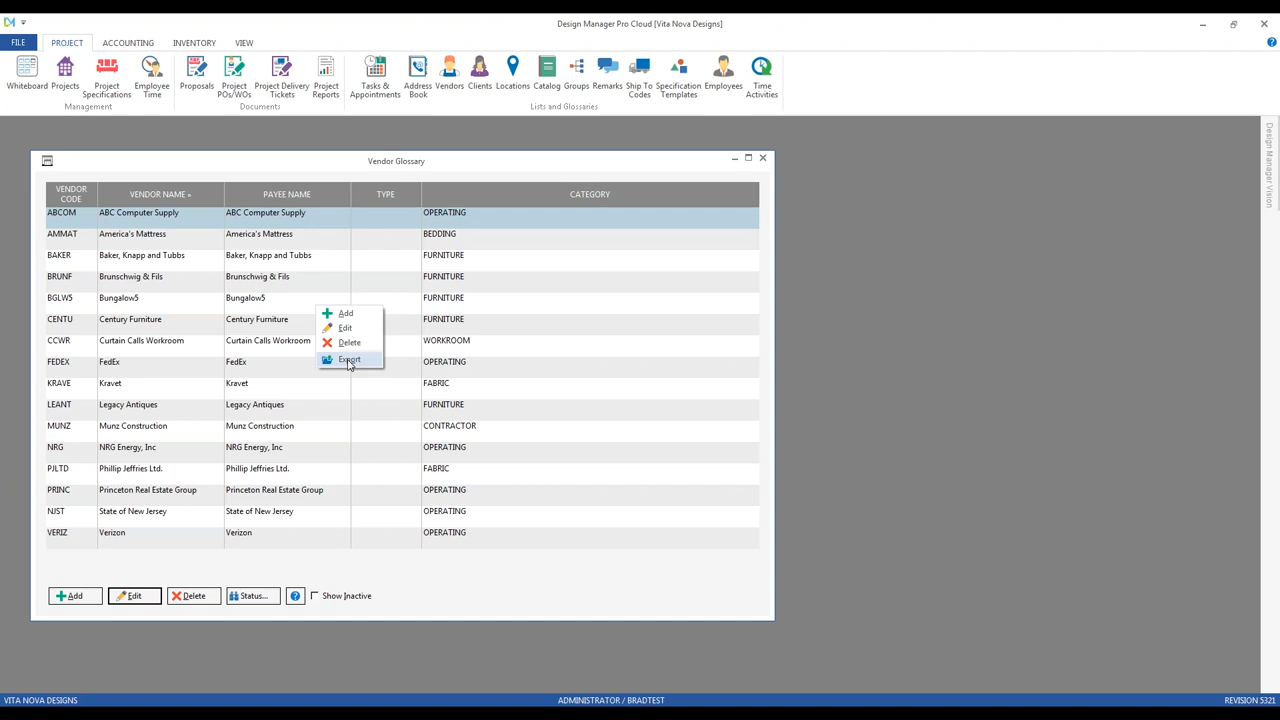 Design Manager Pro Cloud [Vita Nova Designs]
FILE PROJECT ACCOUNTING INVENTORY VIEW
Whiteboard Projects Project Specifications Employee Time Proposals Project POs/WOs Project Delivery Tickets Project Reports Tasks & Appointments Address Book Vendors Clients Locations Catalog Groups Remarks Ship To Codes Specification Templates Employees Time Activities
Management Documents Lists and Glossaries
Design Manager Vision
Vendor Glossary
VENDOR CODE VENDOR NAME PAYEE NAME TYPE CATEGORY
ABCOM ABC Computer Supply ABC Computer Supply OPERATING
AMMAT America's Mattress America's Mattress BEDDING
BAKER Baker, Knapp and Tubbs Baker, Knapp and Tubbs FURNITURE
BRUNF Brunschwig & Fils Brunschwig & Fils FURNITURE
BGLW5 Bungalow5 Bungalow5 FURNITURE
CENTU Century Furniture Century Furniture FURNITURE
CCWR Curtain Calls Workroom Curtain Calls Workroom WORKROOM
FEDEX FedEx FedEx OPERATING
KRAVE Kravet Kravet FABRIC
LEANT Legacy Antiques Legacy Antiques FURNITURE
MUNZ Munz Construction Munz Construction CONTRACTOR
NRG NRG Energy, Inc NRG Energy, Inc OPERATING
PJLTD Phillip Jeffries Ltd. Phillip Jeffries Ltd. FABRIC
PRINC Princeton Real Estate Group Princeton Real Estate Group OPERATING
NJST State of New Jersey State of New Jersey OPERATING
VERIZ Verizon Verizon OPERATING
Add
Edit
Delete
Export
Add Edit Delete Status... Show Inactive
VITA NOVA DESIGNS ADMINISTRATOR / BRADTEST REVISION 5321